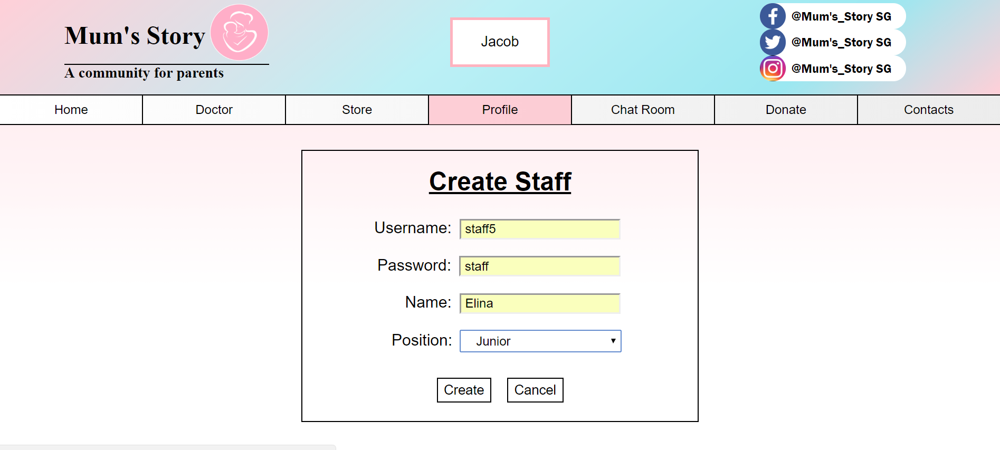 Mum's Story
A community for parents
Jacob
@Mum's_Story SG
@Mum's_Story SG
@Mum's_Story SG
Home Doctor Store Profile Chat Room Donate Contacts
Create Staff
Username: staff5
Password: staff
Name: Elina
Position: Junior
Create Cancel